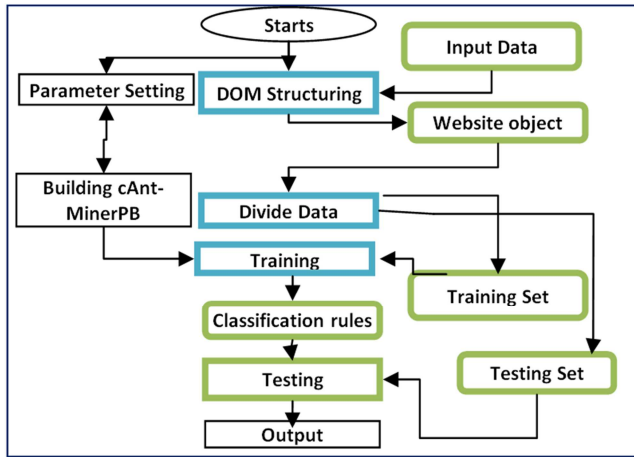 Starts
Input Data
Parameter Setting
DOM Structuring
Website object
Building cAnt-
MinerPB
Divide Data
Training
Training Set
Classification rules
Testing
Testing Set
Output